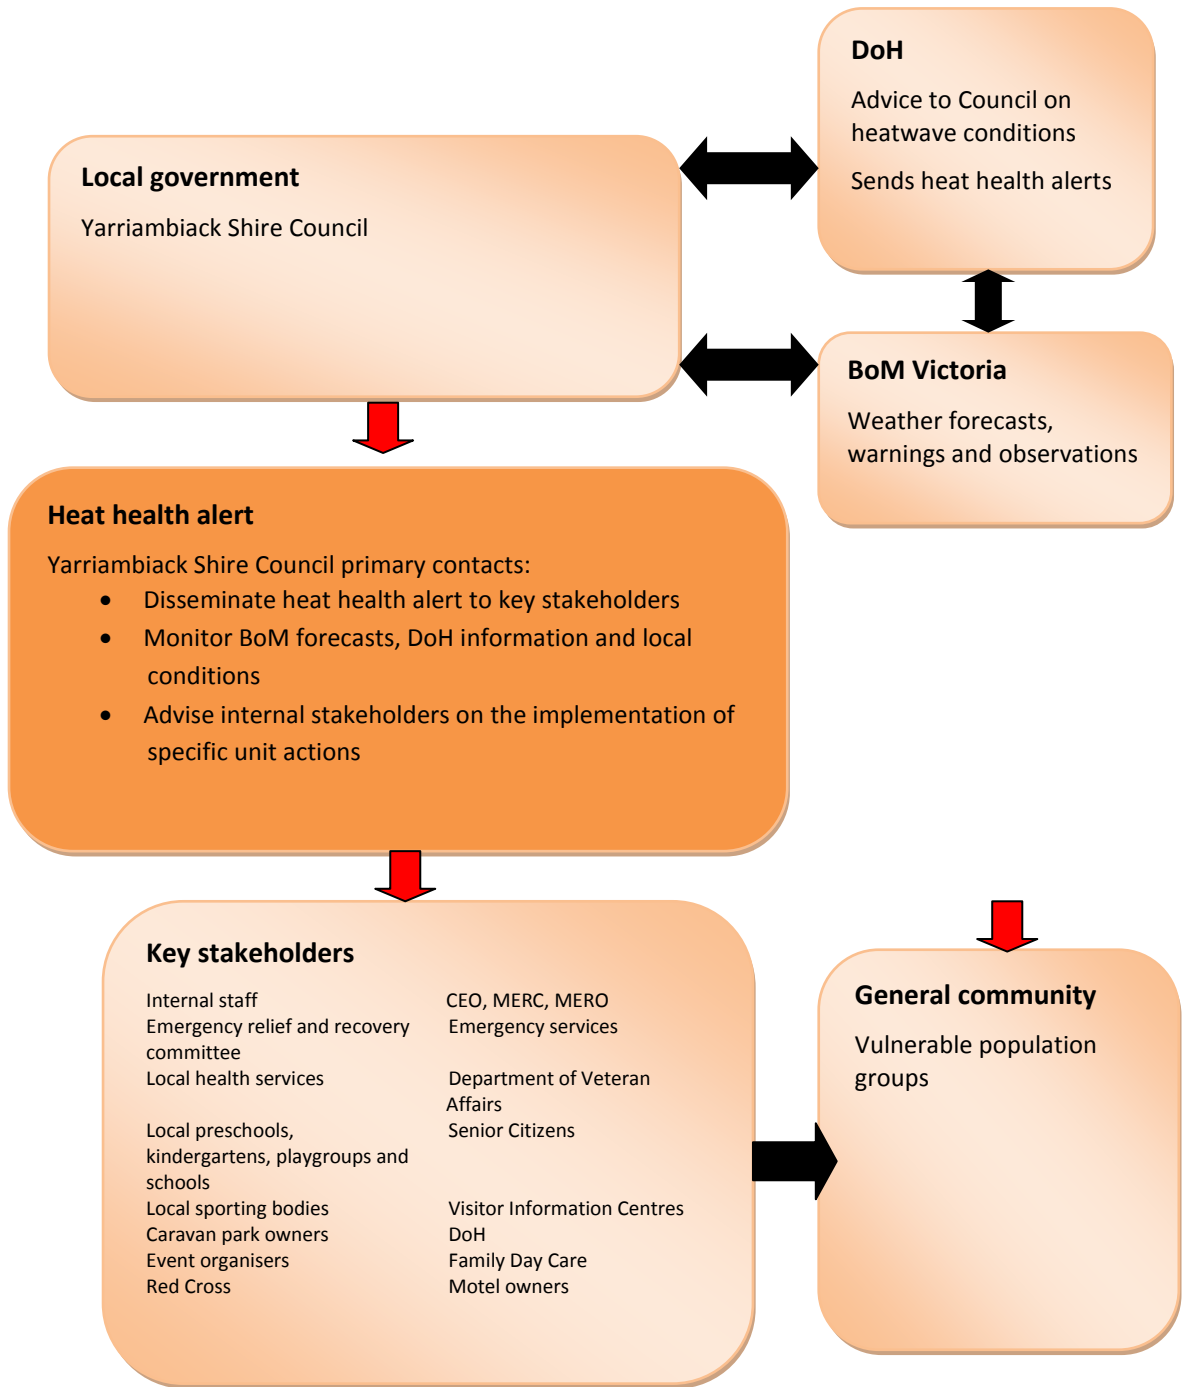 DoH
Advice to Council on
heatwave conditions
Sends heat health alerts
Local government
Yarriambiack Shire Council
BoM Victoria
Weather forecasts,
warnings and observations
Heat health alert
Yarriambiack Shire Council primary contacts:
• Disseminate heat health alert to key stakeholders
• Monitor BoM forecasts, DoH information and local
conditions
• Advise internal stakeholders on the implementation of
specific unit actions
Key stakeholders
Internal staff CEO, MERC, MERO
Emergency relief and recovery Emergency services
committee
Local health services Department of Veteran
Affairs
Local preschools, Senior Citizens
kindergartens, playgroups and
schools
Local sporting bodies Visitor Information Centres
Caravan park owners DoH
Event organisers Family Day Care
Red Cross Motel owners
General community
Vulnerable population
groups